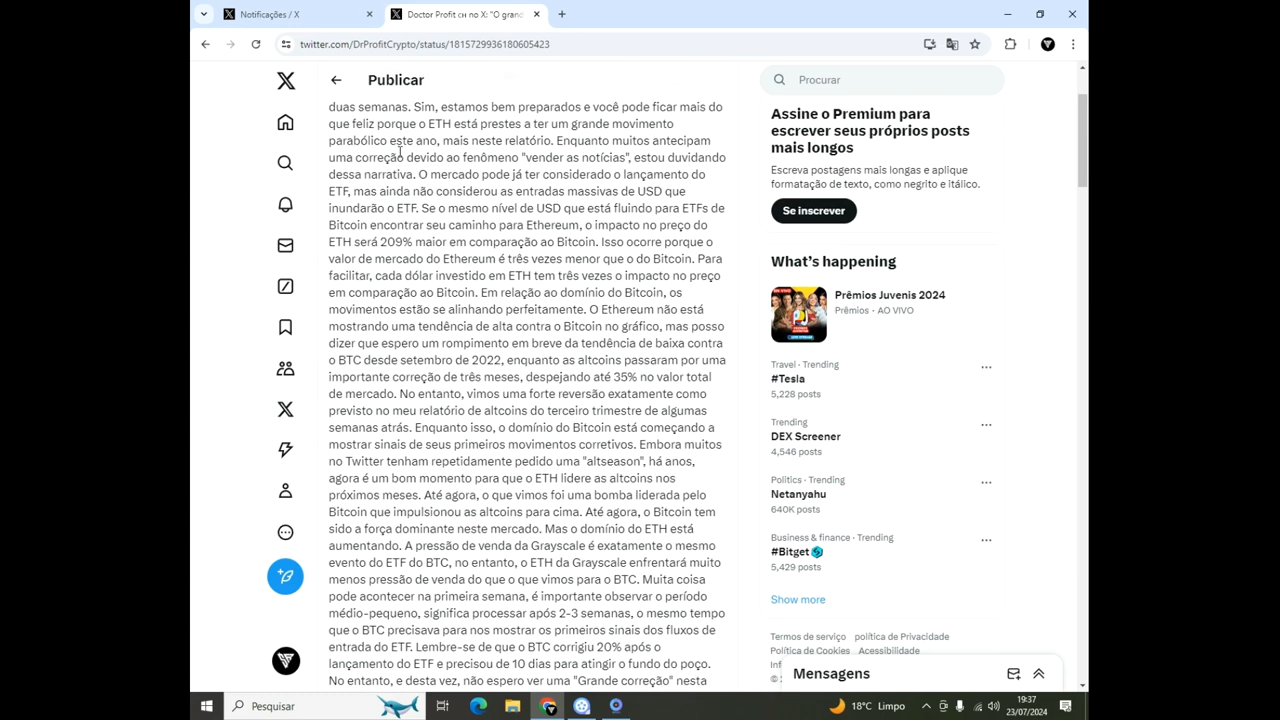 Notificações / X
Doctor Profit 🇨🇭 no X: "O grand
twitter.com/DrProfitCrypto/status/1815729936180605423
Publicar
duas semanas. Sim, estamos bem preparados e você pode ficar mais do
que feliz porque o ETH está prestes a ter um grande movimento
parabólico este ano, mais neste relatório. Enquanto muitos antecipam
uma correção devido ao fenômeno "vender as notícias", estou duvidando
dessa narrativa. O mercado pode já ter considerado o lançamento do
ETF, mas ainda não considerou as entradas massivas de USD que
inundarão o ETF. Se o mesmo nível de USD que está fluindo para ETFs de
Bitcoin encontrar seu caminho para Ethereum, o impacto no preço do
ETH será 209% maior em comparação ao Bitcoin. Isso ocorre porque o
valor de mercado do Ethereum é três vezes menor que o do Bitcoin. Para
facilitar, cada dólar investido em ETH tem três vezes o impacto no preço
em comparação ao Bitcoin. Em relação ao domínio do Bitcoin, os
movimentos estão se alinhando perfeitamente. O Ethereum não está
mostrando uma tendência de alta contra o Bitcoin no gráfico, mas posso
dizer que espero um rompimento em breve da tendência de baixa contra
o BTC desde setembro de 2022, enquanto as altcoins passaram por uma
importante correção de três meses, despejando até 35% no valor total
de mercado. No entanto, vimos uma forte reversão exatamente como
previsto no meu relatório de altcoins do terceiro trimestre de algumas
semanas atrás. Enquanto isso, o domínio do Bitcoin está começando a
mostrar sinais de seus primeiros movimentos corretivos. Embora muitos
no Twitter tenham repetidamente pedido uma "altseason", há anos,
agora é um bom momento para que o ETH lidere as altcoins nos
próximos meses. Até agora, o que vimos foi uma bomba liderada pelo
Bitcoin que impulsionou as altcoins para cima. Até agora, o Bitcoin tem
sido a força dominante neste mercado. Mas o domínio do ETH está
aumentando. A pressão de venda da Grayscale é exatamente o mesmo
evento do ETF do BTC, no entanto, o ETH da Grayscale enfrentará muito
menos pressão de venda do que o que vimos para o BTC. Muita coisa
pode acontecer na primeira semana, é importante observar o período
médio-pequeno, significa processar após 2-3 semanas, o mesmo tempo
que o BTC precisava para nos mostrar os primeiros sinais dos fluxos de
entrada do ETF. Lembre-se de que o BTC corrigiu 20% após o
lançamento do ETF e precisou de 10 dias para atingir o fundo do poço.
No entanto, e desta vez, não espero ver uma "Grande correção" nesta
Procurar
Assine o Premium para
escrever seus próprios posts
mais longos
Escreva postagens mais longas e aplique
formatação de texto, como negrito e itálico.
Se inscrever
What's happening
Prêmios Juvenis 2024
Prêmios · AO VIVO
Travel · Trending
#Tesla
5,228 posts
Trending
DEX Screener
4,546 posts
Politics · Trending
Netanyahu
640K posts
Business & finance · Trending
#Bitget
5,429 posts
Show more
Termos de serviço política de Privacidade
Política de Cookies Acessibilidade
Mensagens
Pesquisar
18°C Limpo
19:37
23/07/2024